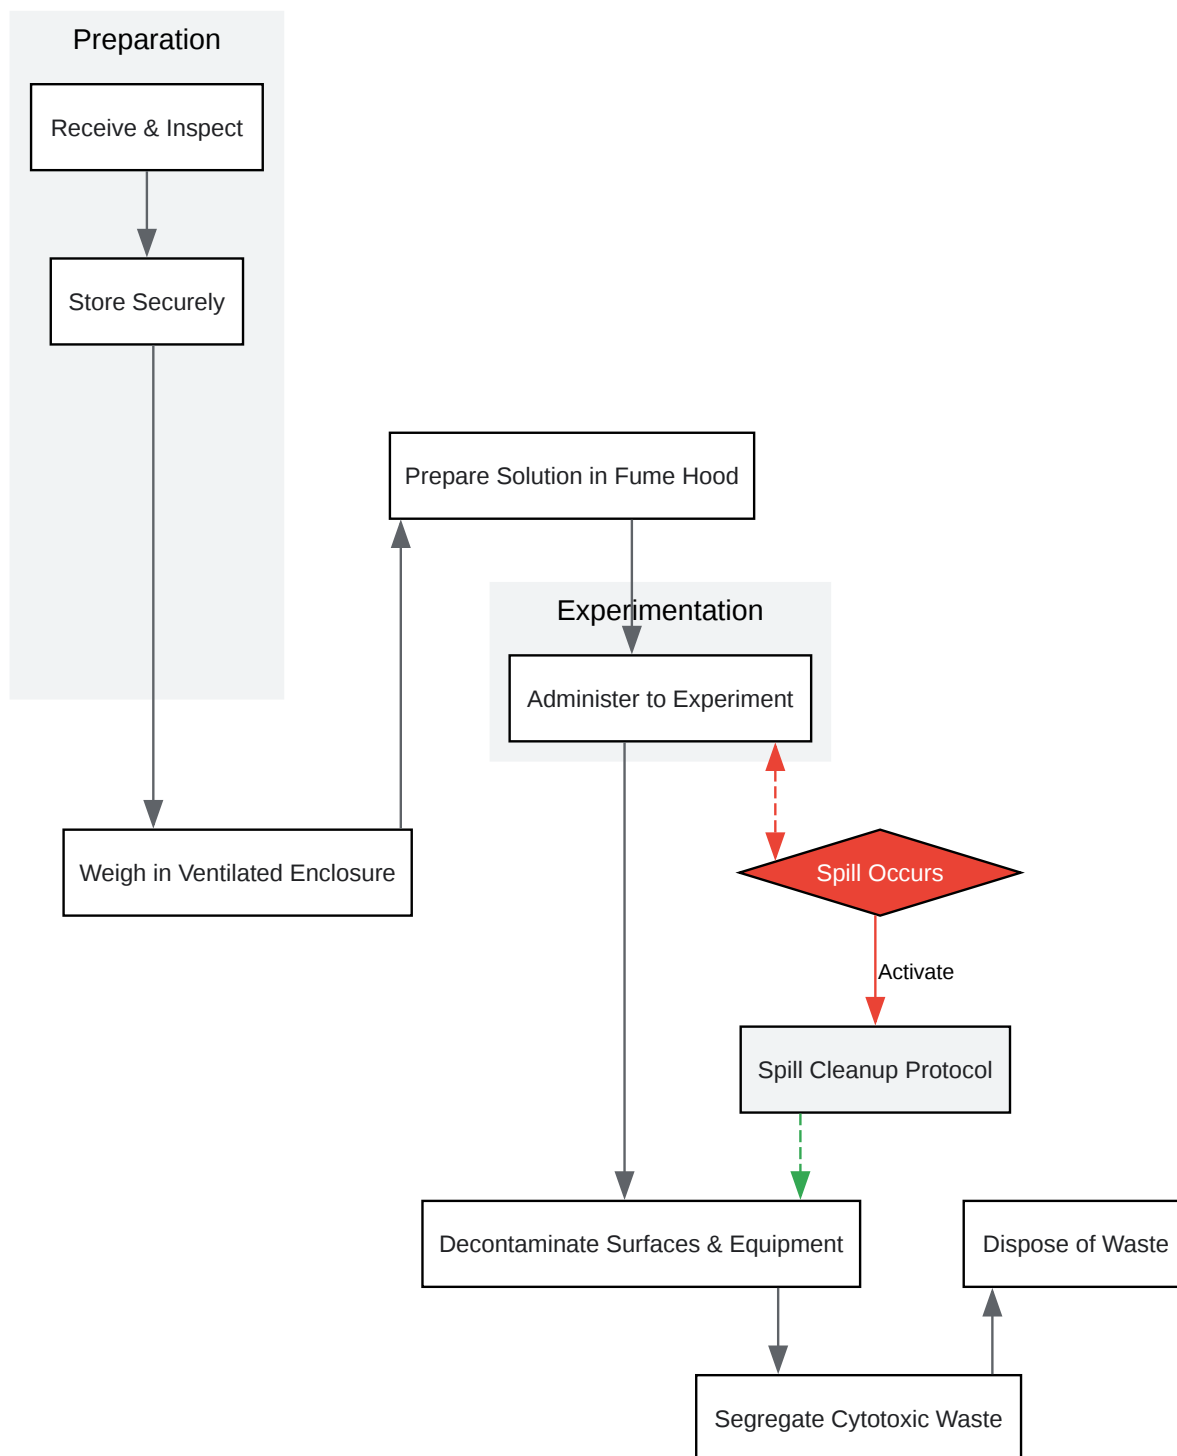 Preparation
Receive & Inspect
Store Securely
Prepare Solution in Fume Hood
Experimentation
Administer to Experiment
Weigh in Ventilated Enclosure
Spill Occurs
Activate
Spill Cleanup Protocol
Decontaminate Surfaces & Equipment
Dispose of Waste
Segregate Cytotoxic Waste